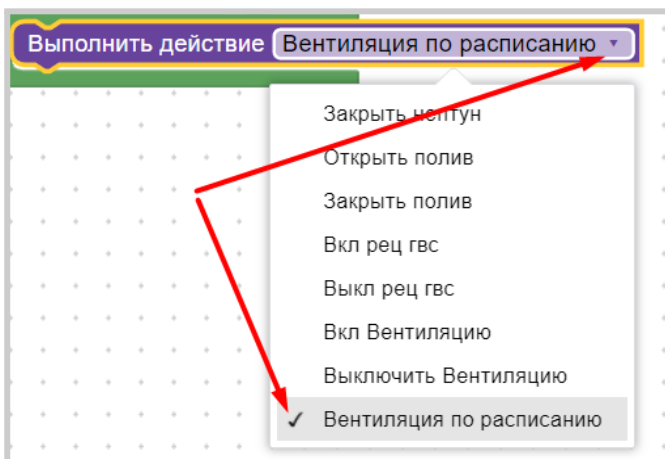 Выполнить действие Вентиляция по расписанию
Закрыть нептун
Открыть полив
Закрыть полив
Вкл рец гвс
Выкл рец гвс
Вкл Вентиляцию
Выключить Вентиляцию
Вентиляция по расписанию